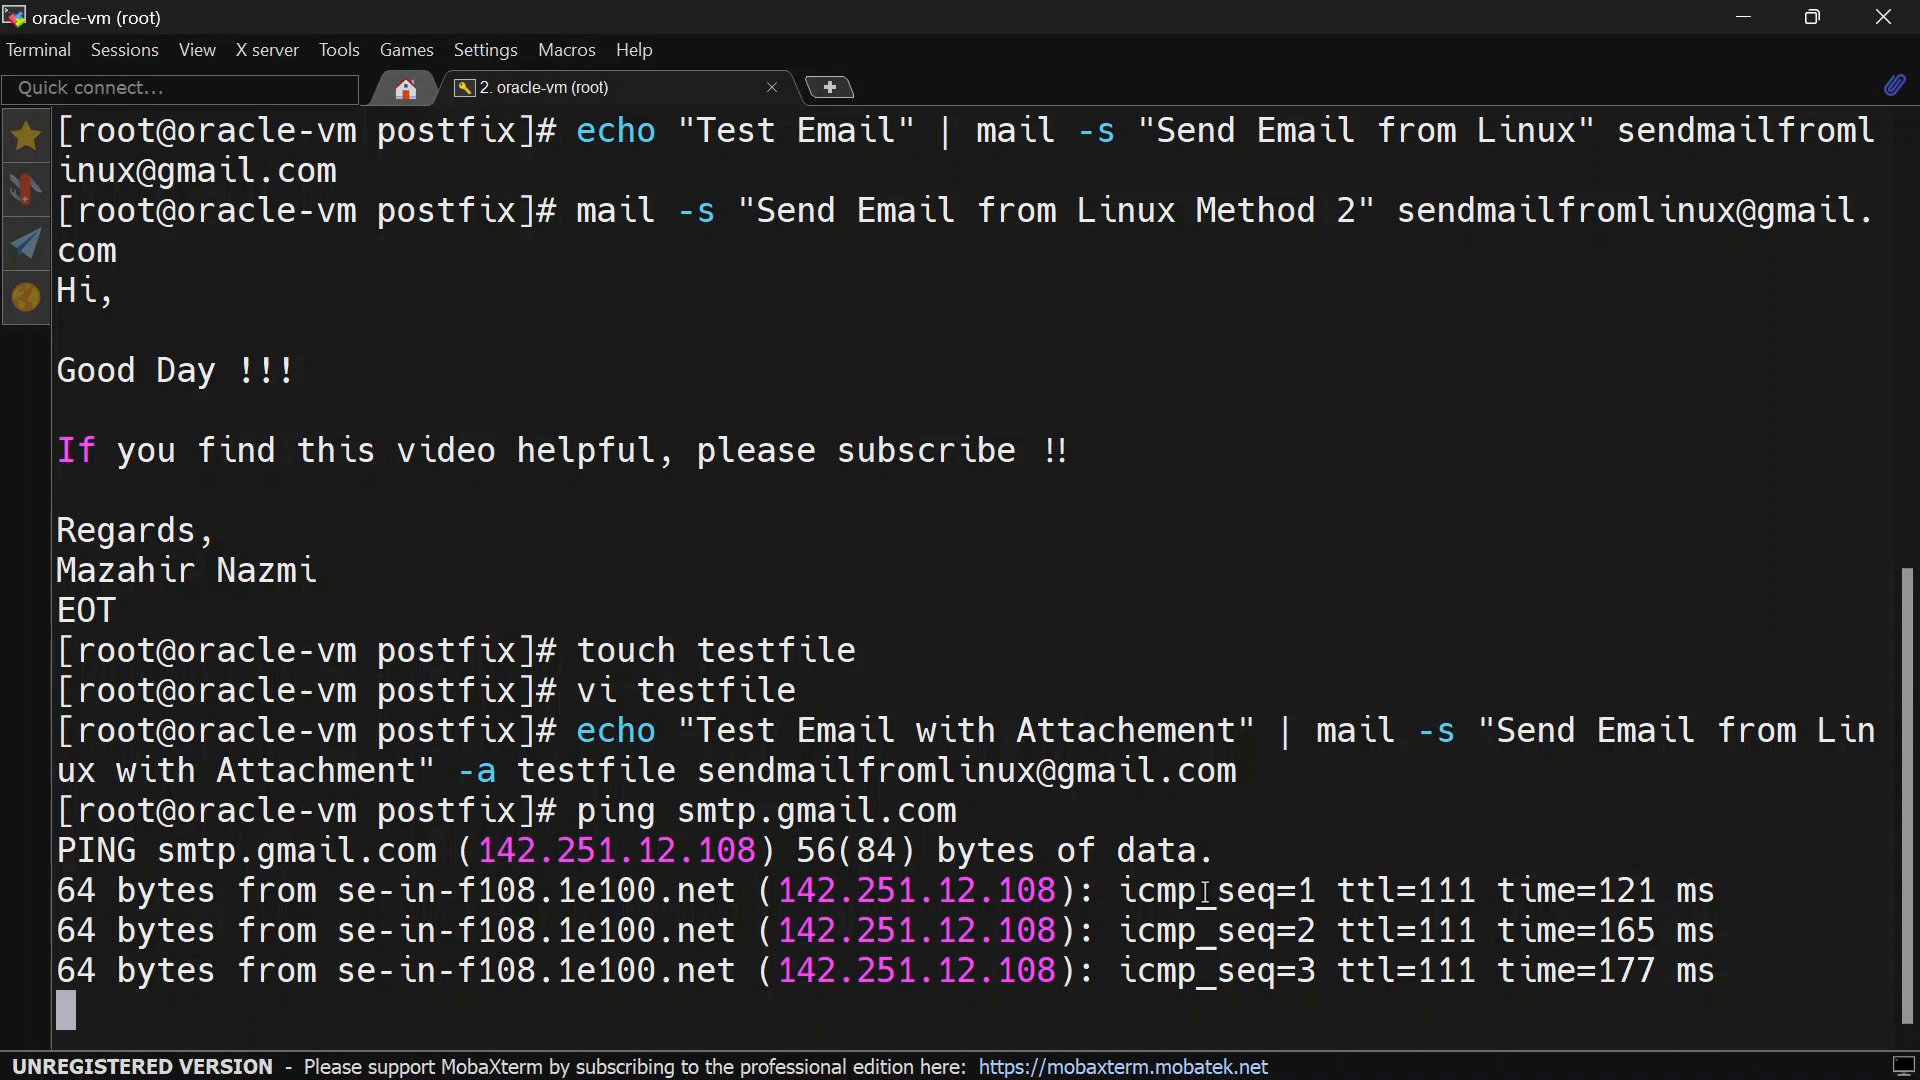 oracle-vm (root)
Terminal Sessions View X server Tools Games Settings Macros Help
Quick connect...
2. oracle-vm (root)
[root@oracle-vm postfix]# echo "Test Email" | mail -s "Send Email from Linux" sendmailfroml
inux@gmail.com
[root@oracle-vm postfix]# mail -s "Send Email from Linux Method 2" sendmailfromlinux@gmail.
com
Hi,
Good Day !!!
If you find this video helpful, please subscribe !!
Regards,
Mazahir Nazmi
EOT
[root@oracle-vm postfix]# touch testfile
[root@oracle-vm postfix]# vi testfile
[root@oracle-vm postfix]# echo "Test Email with Attachement" | mail -s "Send Email from Lin
ux with Attachment" -a testfile sendmailfromlinux@gmail.com
[root@oracle-vm postfix]# ping smtp.gmail.com
PING smtp.gmail.com (142.251.12.108) 56(84) bytes of data.
64 bytes from se-in-f108.1e100.net (142.251.12.108): icmp_seq=1 ttl=111 time=121 ms
64 bytes from se-in-f108.1e100.net (142.251.12.108): icmp_seq=2 ttl=111 time=165 ms
64 bytes from se-in-f108.1e100.net (142.251.12.108): icmp_seq=3 ttl=111 time=177 ms
UNREGISTERED VERSION - Please support MobaXterm by subscribing to the professional edition here: https://mobaxterm.mobatek.net